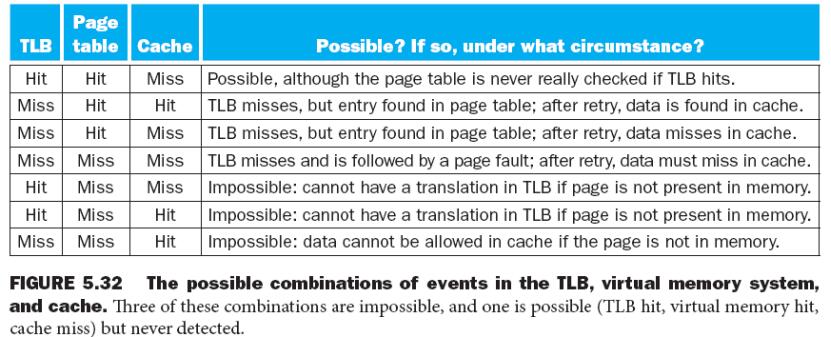 TLB Page table Cache Possible? If so, under what circumstance?
Hit Hit Miss Possible, although the page table is never really checked if TLB hits.
Miss Hit Hit TLB misses, but entry found in page table; after retry, data is found in cache.
Miss Hit Miss TLB misses, but entry found in page table; after retry, data misses in cache.
Miss Miss Miss TLB misses and is followed by a page fault; after retry, data must miss in cache.
Hit Miss Miss Impossible: cannot have a translation in TLB if page is not present in memory.
Hit Miss Hit Impossible: cannot have a translation in TLB if page is not present in memory.
Miss Miss Hit Impossible: data cannot be allowed in cache if the page is not in memory.
FIGURE 5.32 The possible combinations of events in the TLB, virtual memory system,
and cache. Three of these combinations are impossible, and one is possible (TLB hit, virtual memory hit,
cache miss) but never detected.